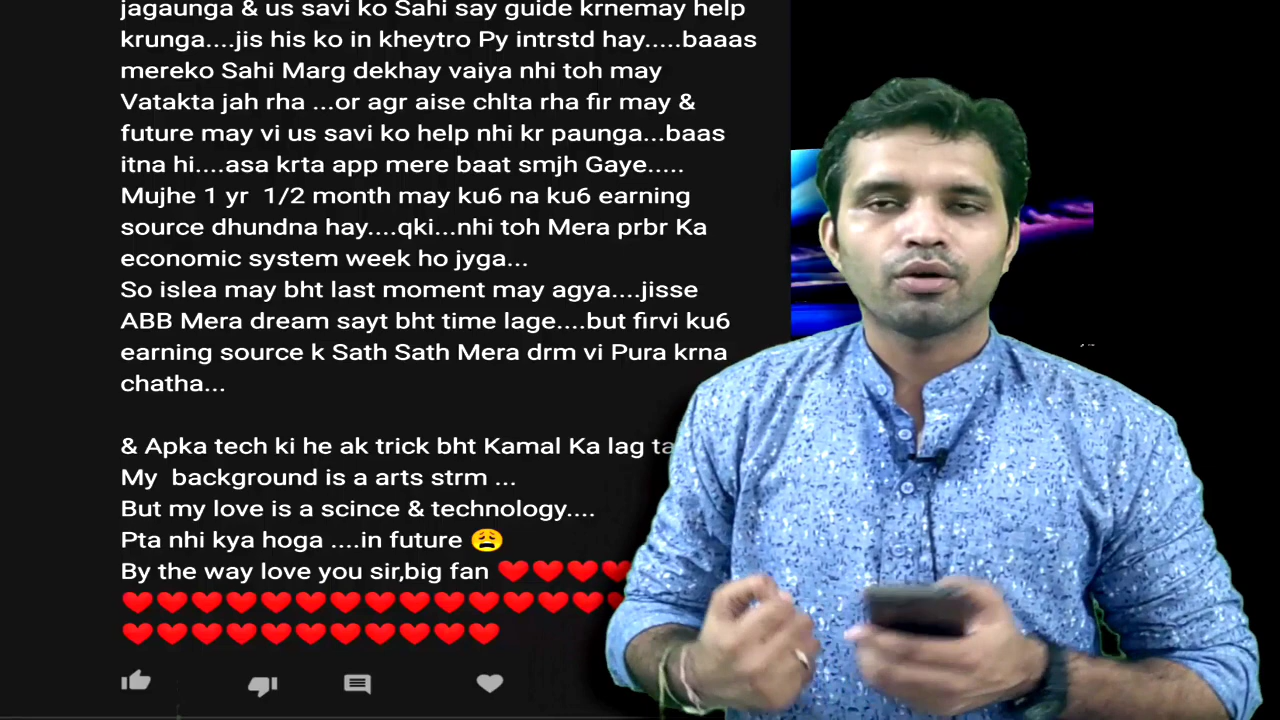 jagaunga & us savi ko Sahi say guide krnemay help
krunga....jis his ko in kheytro Py intrstd hay.....baaas
mereko Sahi Marg dekhay vaiya nhi toh may
Vatakta jah rha ...or agr aise chlta rha fir may &
future may vi us savi ko help nhi kr paunga...baas
itna hi....asa krta app mere baat smjh Gaye.....
Mujhe 1 yr 1/2 month may ku6 na ku6 earning
source dhundna hay....qki...nhi toh Mera prbr Ka
economic system week ho jyga...
So islea may bht last moment may agya....jisse
ABB Mera dream sayt bht time lage....but firvi ku6
earning source k Sath Sath Mera drm vi Pura krna
chatha...
& Apka tech ki he ak trick bht Kamal Ka lag ta
My background is a arts strm ...
But my love is a scince & technology....
Pta nhi kya hoga ....in future 😩
By the way love you sir,big fan ❤❤❤❤
❤❤❤❤❤❤❤❤❤❤❤❤❤❤❤
❤❤❤❤❤❤❤❤❤❤❤